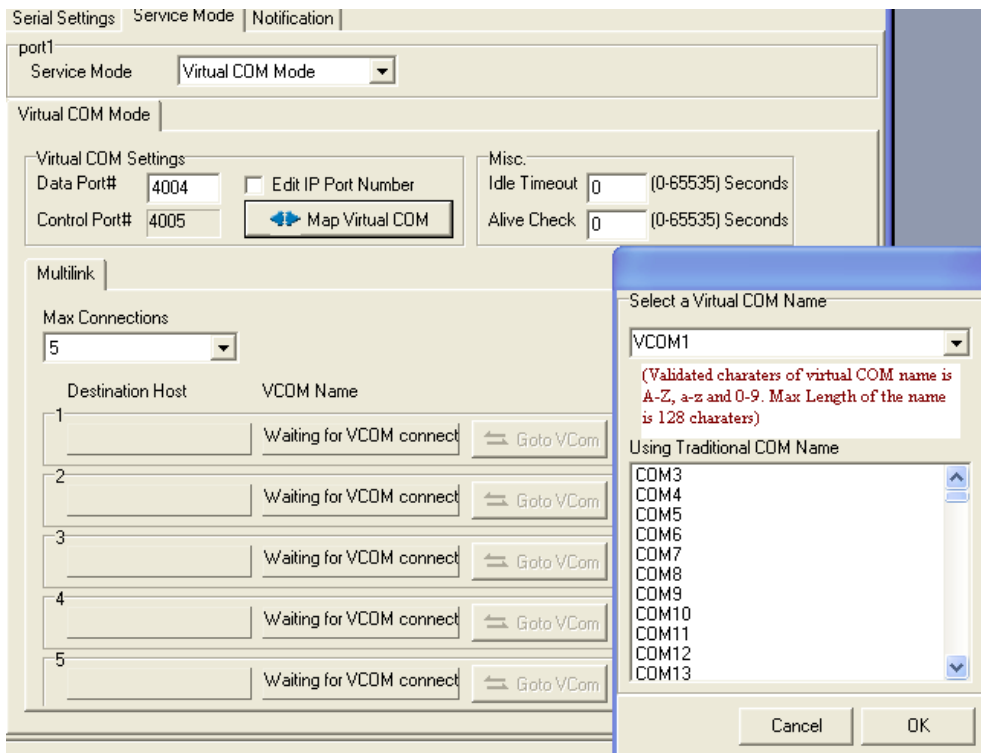 Serial Settings Service Mode Notification
port1
Service Mode Virtual COM Mode
Virtual COM Mode
Virtual COM Settings
Data Port# 4004 Edit IP Port Number
Control Port# 4005 Map Virtual COM
Misc.
Idle Timeout 0 (0-65535) Seconds
Alive Check 0 (0-65535) Seconds
Multilink
Max Connections
5
Destination Host VCOM Name
1
Waiting for VCOM connect Goto VCom
2
Waiting for VCOM connect Goto VCom
3
Waiting for VCOM connect Goto VCom
4
Waiting for VCOM connect Goto VCom
5
Waiting for VCOM connect Goto VCom
Select a Virtual COM Name
VCOM1
(Validated charaters of virtual COM name is
A-Z, a-z and 0-9. Max Length of the name
is 128 charaters)
Using Traditional COM Name
COM3
COM4
COM5
COM6
COM7
COM8
COM9
COM10
COM11
COM12
COM13
Cancel OK